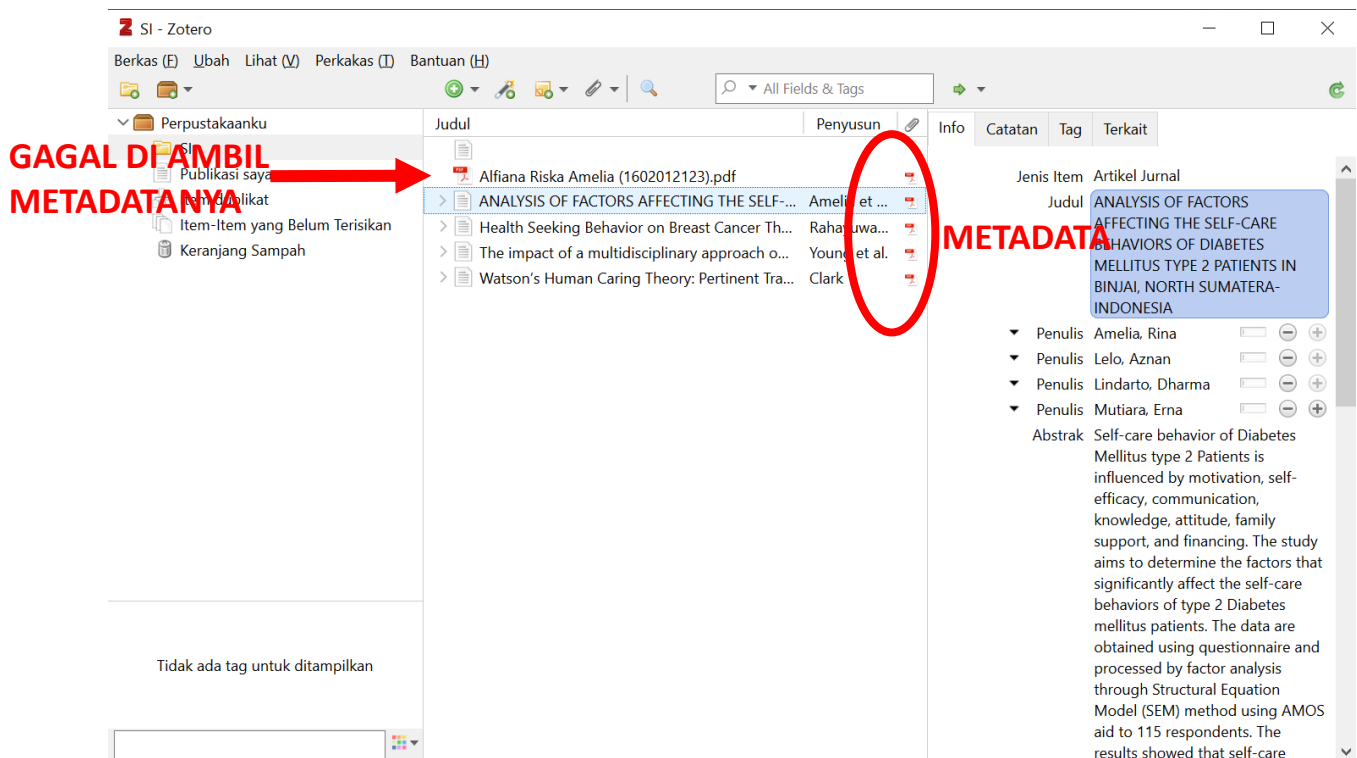 SI - Zotero
Berkas (F) Ubah Lihat (V) Perkakas (T) Bantuan (H)
All Fields & Tags
Perpustakaanku
SI
Publikasi saya
Item duplikat
Item-Item yang Belum Terisikan
Keranjang Sampah
GAGAL DI AMBIL
METADATANYA
Tidak ada tag untuk ditampilkan
Judul Penyusun
Alfiana Riska Amelia (1602012123).pdf
ANALYSIS OF FACTORS AFFECTING THE SELF-... Amelia et ...
Health Seeking Behavior on Breast Cancer Th... Rahayuwa...
The impact of a multidisciplinary approach o... Young et al.
Watson's Human Caring Theory: Pertinent Tra... Clark
METADATA
Info Catatan Tag Terkait
Jenis Item Artikel Jurnal
Judul ANALYSIS OF FACTORS
AFFECTING THE SELF-CARE
BEHAVIORS OF DIABETES
MELLITUS TYPE 2 PATIENTS IN
BINJAI, NORTH SUMATERA-
INDONESIA
Penulis Amelia, Rina
Penulis Lelo, Aznan
Penulis Lindarto, Dharma
Penulis Mutiara, Erna
Abstrak Self-care behavior of Diabetes
Mellitus type 2 Patients is
influenced by motivation, self-
efficacy, communication,
knowledge, attitude, family
support, and financing. The study
aims to determine the factors that
significantly affect the self-care
behaviors of type 2 Diabetes
mellitus patients. The data are
obtained using questionnaire and
processed by factor analysis
through Structural Equation
Model (SEM) method using AMOS
aid to 115 respondents. The
results showed that self-care